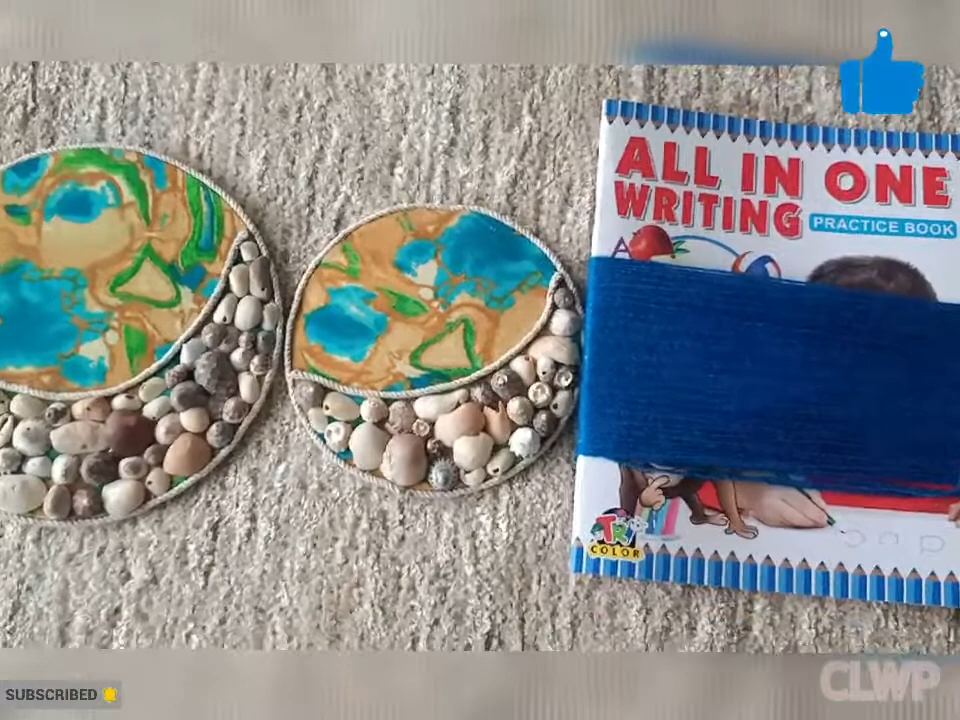 ALL IN ONE
WRITING
PRACTICE BOOK
A
TRI
COLOR
SUBSCRIBED
CLWP